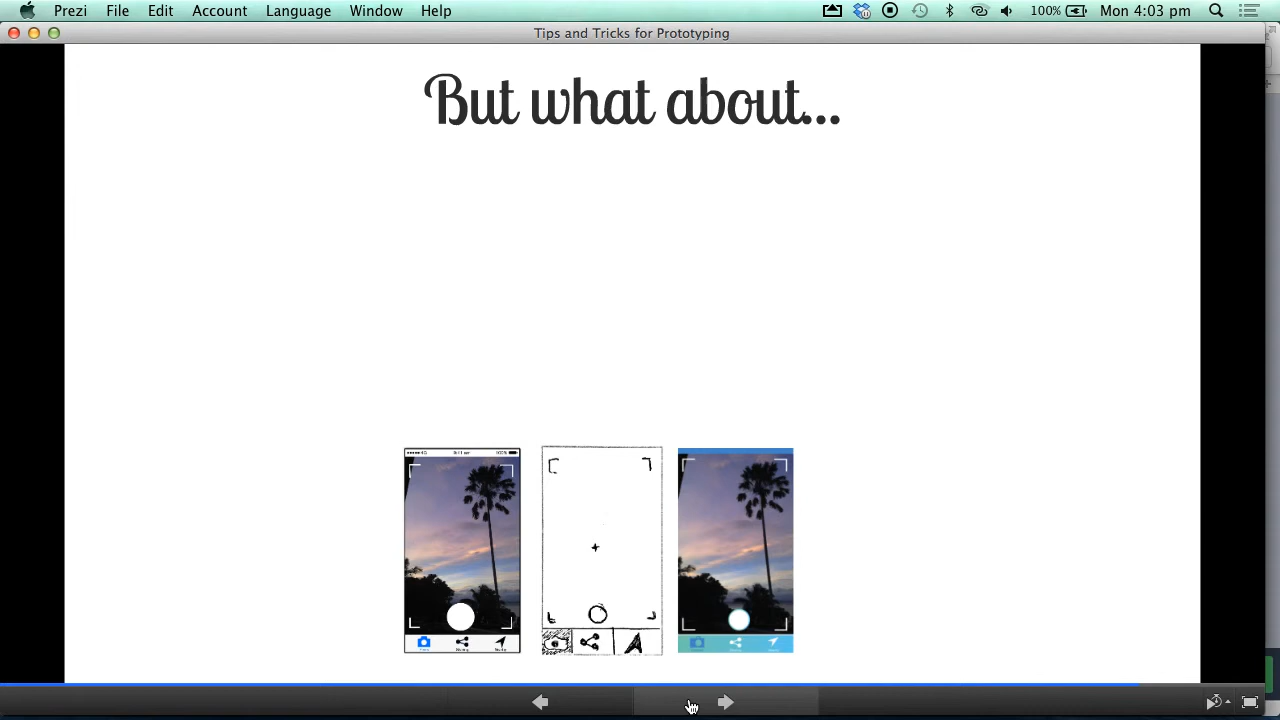 Prezi File Edit Account Language Window Help 100% Mon 4:03 pm
Tips and Tricks for Prototyping
But what about...
100%